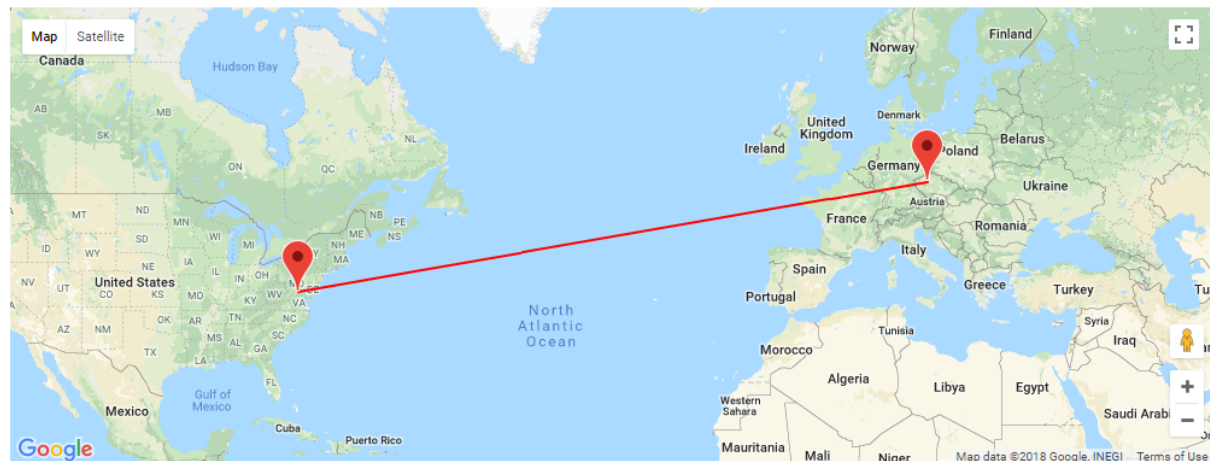 Map Satellite
Canada
Hudson Bay
Norway
Finland
AB
SK
MB
ON
QC
NL
Denmark
United
Kingdom
Ireland
Belarus
Poland
Germany
Ukraine
Austria
France
Romania
Italy
MT
ND
MN
NB
PE
NS
ME
NH
MA
WI
MI
SD
ID
WY
IA
IL
IN
OH
NE
NV
UT
United States
CO
KS
MO
KY
WV
VA
Spain
Portugal
Greece
Turkey
North
Atlantic
Ocean
AZ
NM
OK
AR
TN
NC
SC
MS
AL
GA
TX
LA
FL
Tunisia
Syria
Iraq
Morocco
Algeria
Libya
Egypt
Gulf of
Mexico
Mexico
Cuba
Puerto Rico
Western
Sahara
Saudi Arabi
Mauritania
Mali
Niger
Google
Map data ©2018 Google, INEGI Terms of Use